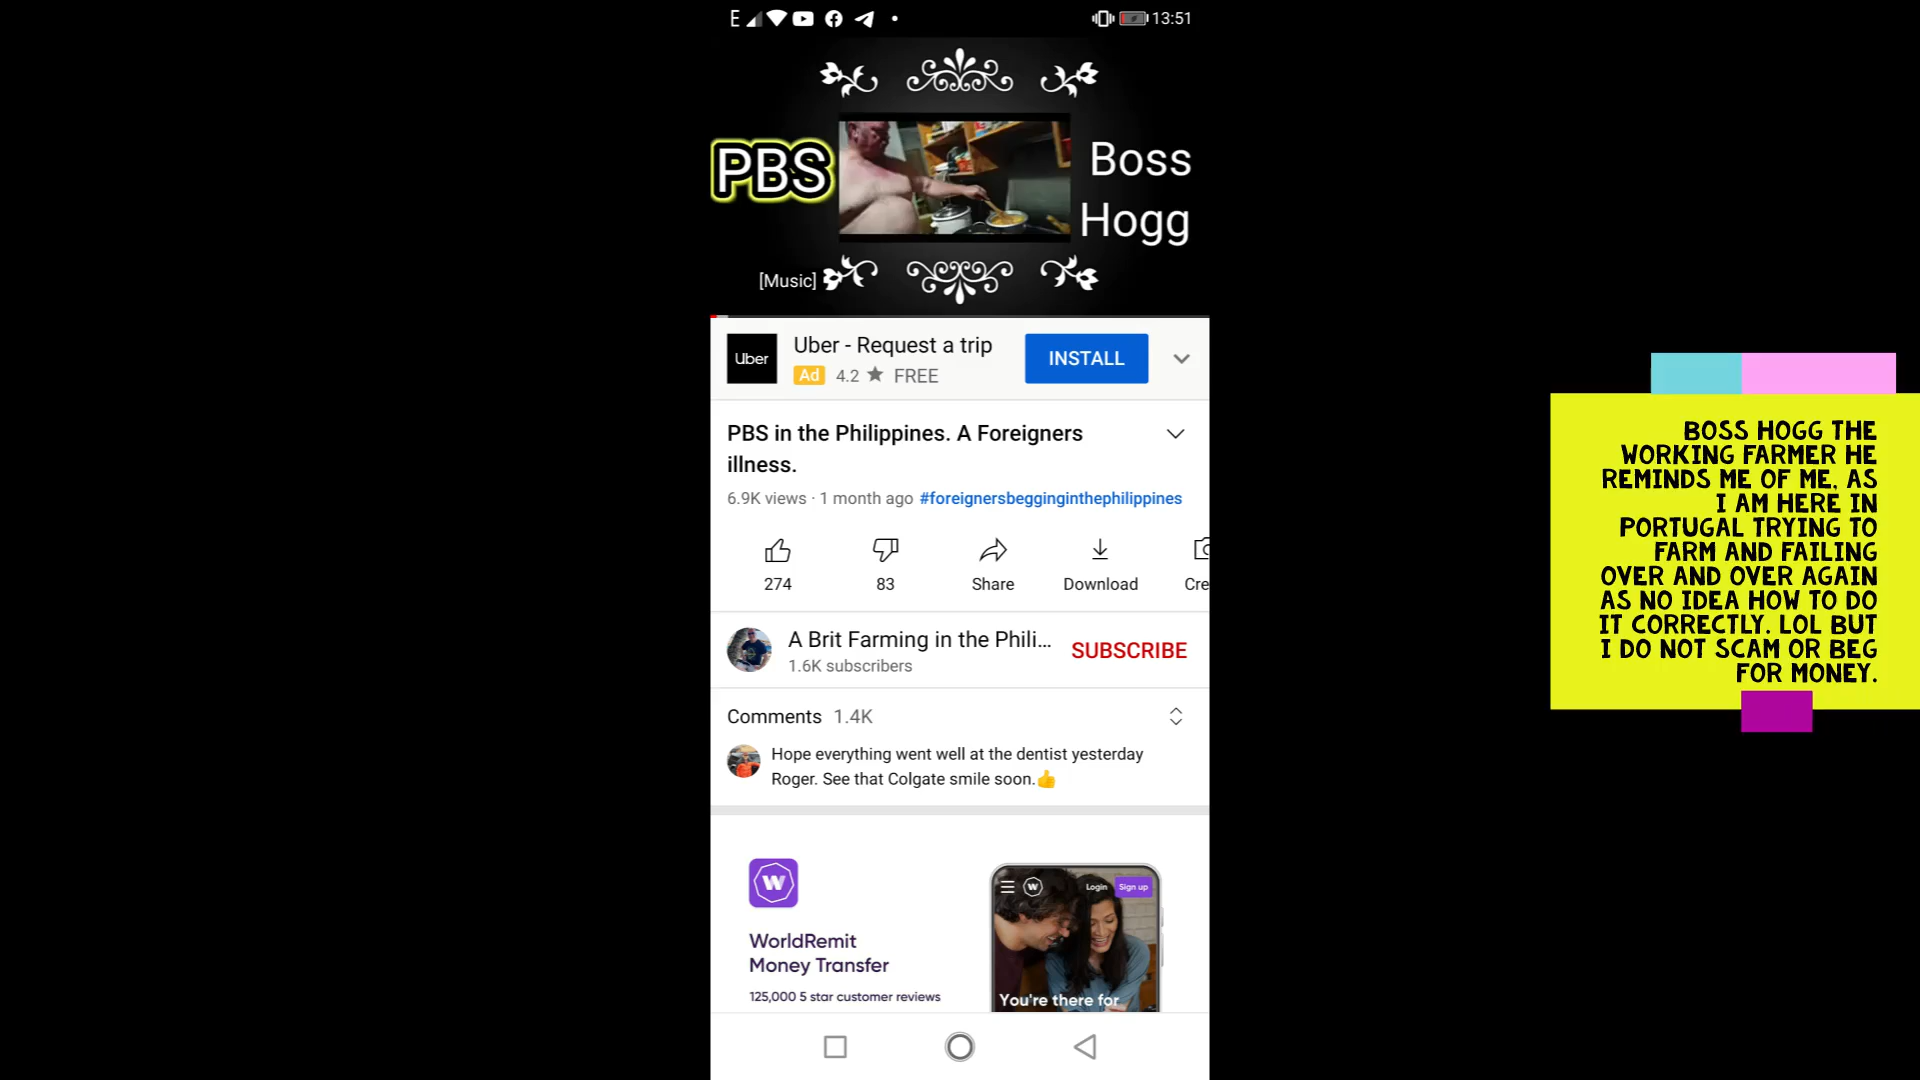 E 13:51
PBS
Boss
Hogg
[Music]
Uber
Uber - Request a trip
Ad 4.2 ★ FREE
INSTALL
PBS in the Philippines. A Foreigners
illness.
6.9K views · 1 month ago #foreignersbegginginthephilippines
274 83 Share Download Cre
A Brit Farming in the Phili...
1.6K subscribers
SUBSCRIBE
Comments 1.4K
Hope everything went well at the dentist yesterday
Roger. See that Colgate smile soon.👍
W
WorldRemit
Money Transfer
125,000 5 star customer reviews
W Login Sign up
You're there for
BOSS HOGG THE
WORKING FARMER HE
REMINDS ME OF ME, AS
I AM HERE IN
PORTUGAL TRYING TO
FARM AND FAILING
OVER AND OVER AGAIN
AS NO IDEA HOW TO DO
IT CORRECTLY. LOL BUT
I DO NOT SCAM OR BEG
FOR MONEY.